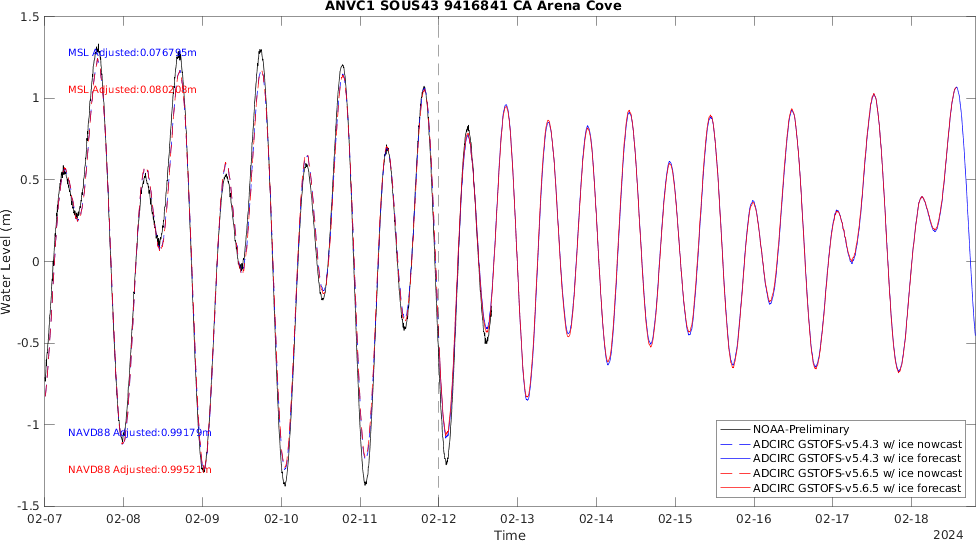 ANVC1 SOUS43 9416841 CA Arena Cove
Water Level (m)
1.5
1
0.5
0
-0.5
-1
-1.5
MSL Adjusted:0.076795m
MSL Adjusted:0.080208m
NAVD88 Adjusted:0.99179m
NAVD88 Adjusted:0.99521m
NOAA-Preliminary
ADCIRC GSTOFS-v5.4.3 w/ ice nowcast
ADCIRC GSTOFS-v5.4.3 w/ ice forecast
ADCIRC GSTOFS-v5.6.5 w/ ice nowcast
ADCIRC GSTOFS-v5.6.5 w/ ice forecast
02-07 02-08 02-09 02-10 02-11 02-12 02-13 02-14 02-15 02-16 02-17 02-18
Time
2024